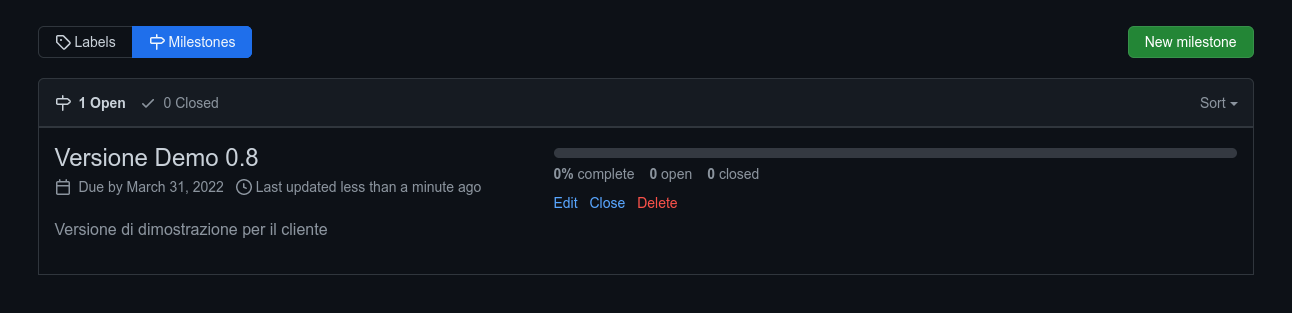 Labels Milestones New milestone
1 Open 0 Closed Sort
Versione Demo 0.8
Due by March 31, 2022 Last updated less than a minute ago
Versione di dimostrazione per il cliente
0% complete 0 open 0 closed
Edit Close Delete